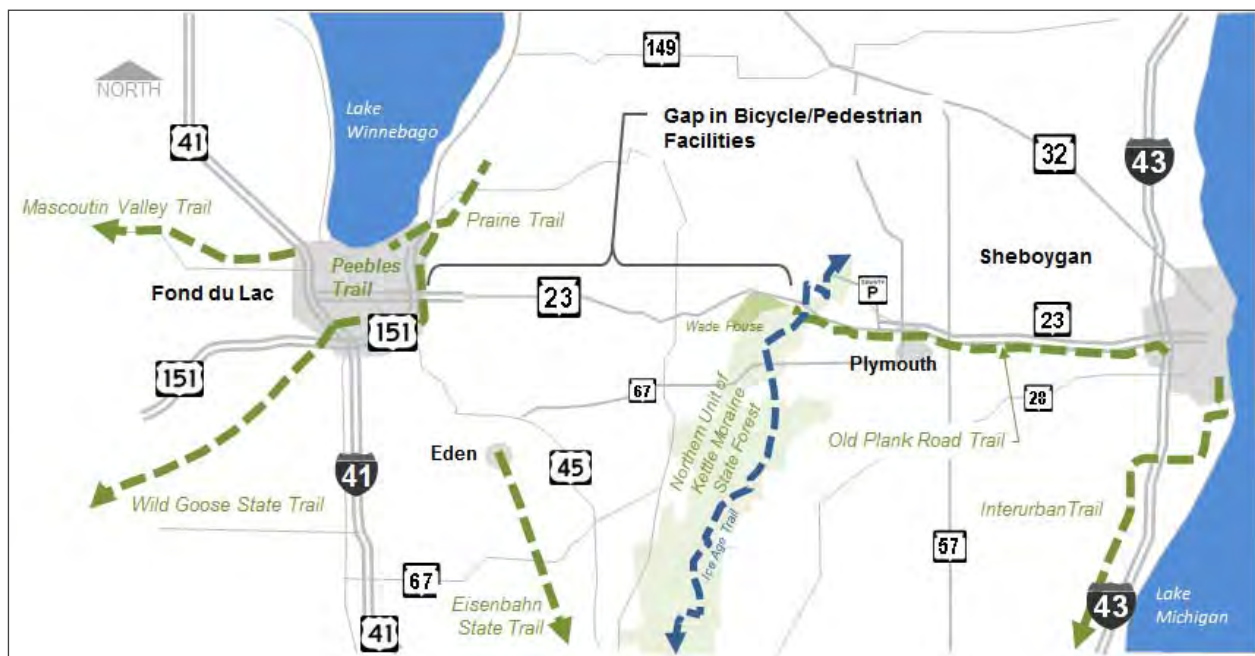 149
NORTH
Lake
Winnebago
Gap in Bicycle/Pedestrian
Facilities
41
32
43
Mascoutin Valley Trail
Praine Trail
Sheboygan
Peebles
Trail
Fond du Lac
23
COUNTY
P
23
151
Wade House
151
Plymouth
67
28
Northern Unit of
Kettle Moraine
State Forest
Old Plank Road Trail
Eden
41
45
Wild Goose State Trail
Interurban Trail
Ice Age Trail
57
67
Eisenbahn
State Trail
43
Lake
Michigan
41